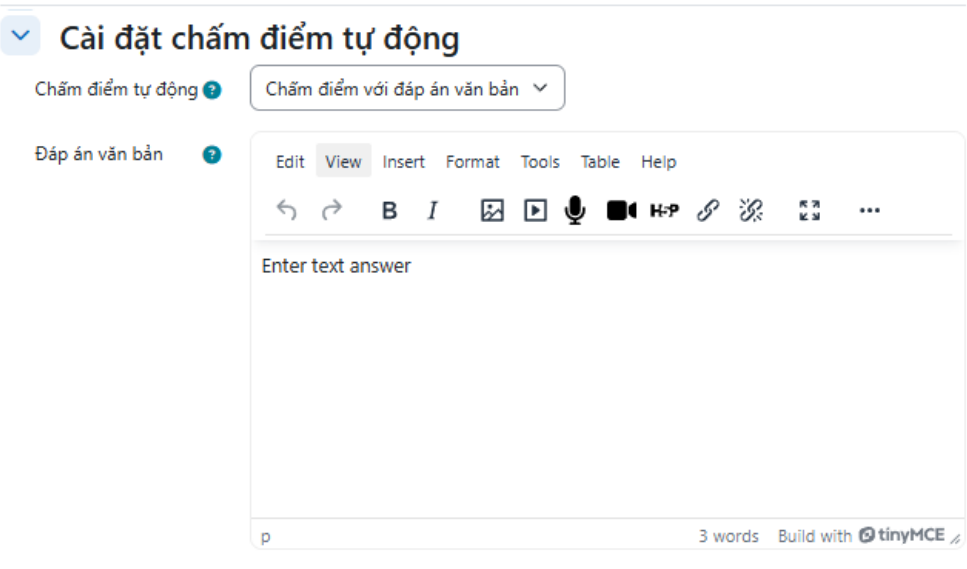 Cài đặt chấm điểm tự động
Chấm điểm tự động ?
Chấm điểm với đáp án văn bản
Đáp án văn bản ?
Edit View Insert Format Tools Table Help
B I H-P
Enter text answer
p 3 words Build with tinyMCE